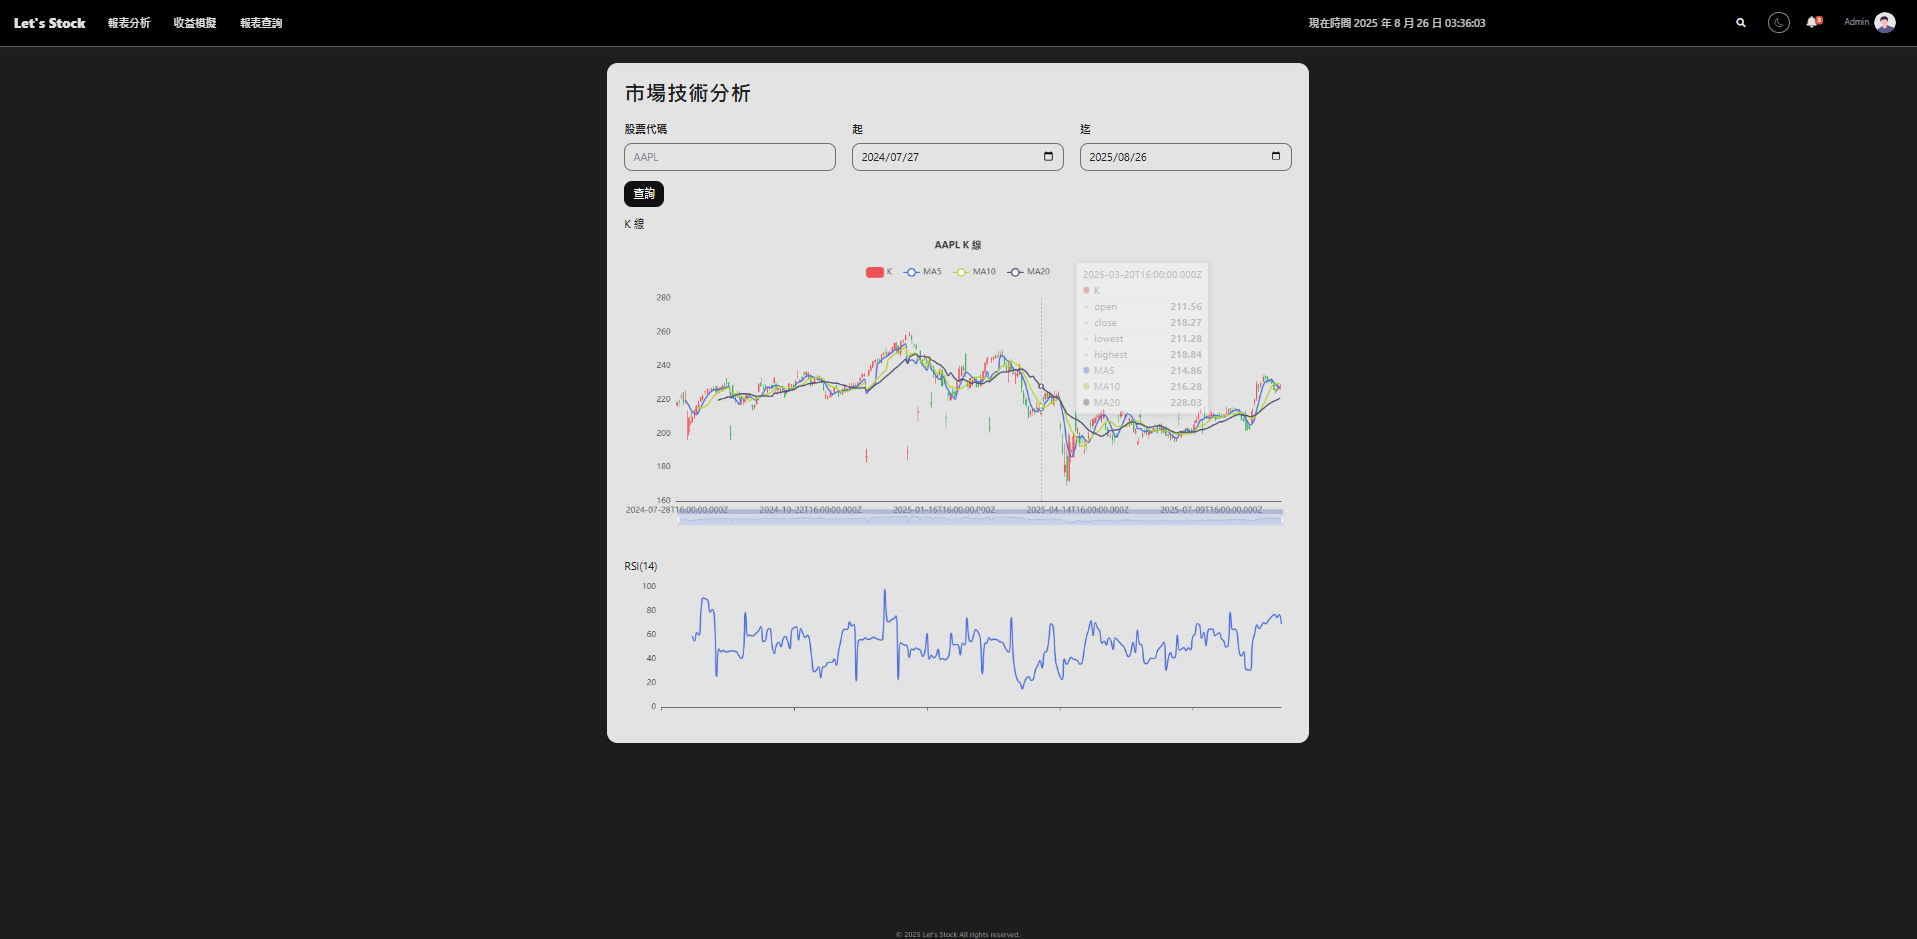 Let's Stock 報表分析 收益模擬 報表查詢 現在時間 2025 年 8 月 26 日 03:36:03 3 Admin
市場技術分析
股票代碼 起 迄
AAPL 2024/07/27 2025/08/26
查詢
K 線
AAPL K 線
K MA5 MA10 MA20
2025-03-20T16:00:00.000Z
K
open 211.56
close 218.27
lowest 211.28
highest 218.84
MA5 214.86
MA10 216.28
MA20 228.03
280
260
240
220
200
180
160
2024-07-28T16:00:00.000Z 2024-10-22T16:00:00.000Z 2025-01-16T16:00:00.000Z 2025-04-14T16:00:00.000Z 2025-07-09T16:00:00.000Z
RSI(14)
100
80
60
40
20
0
© 2025 Let's Stock All rights reserved.